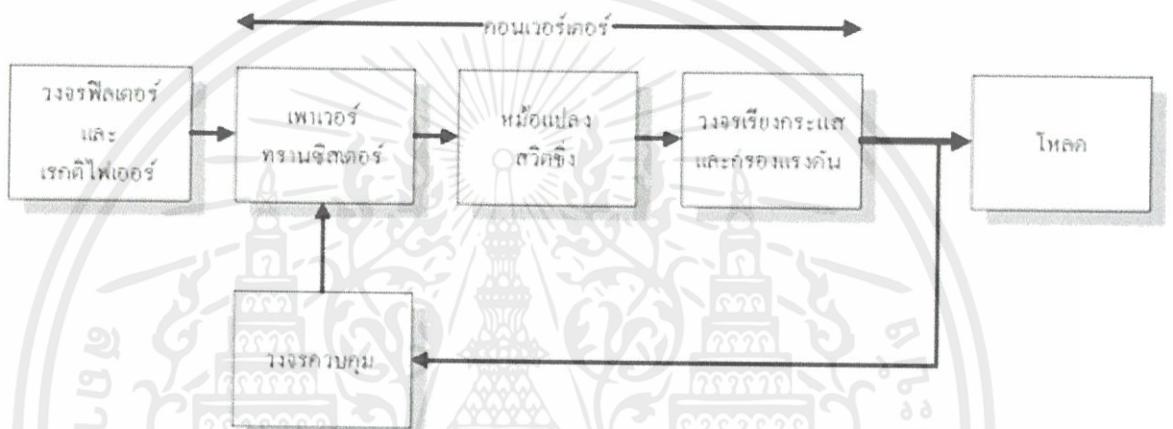 คอนเวอร์เตอร์
วงจรฟิลเตอร์
และ
เรกติไฟเออร์
เพาเวอร์
ทรานซิสเตอร์
หม้อแปลง
สวิตชิ่ง
วงจรเรียงกระแส
และกรองแรงดัน
โหลด
วงจรควบคุม